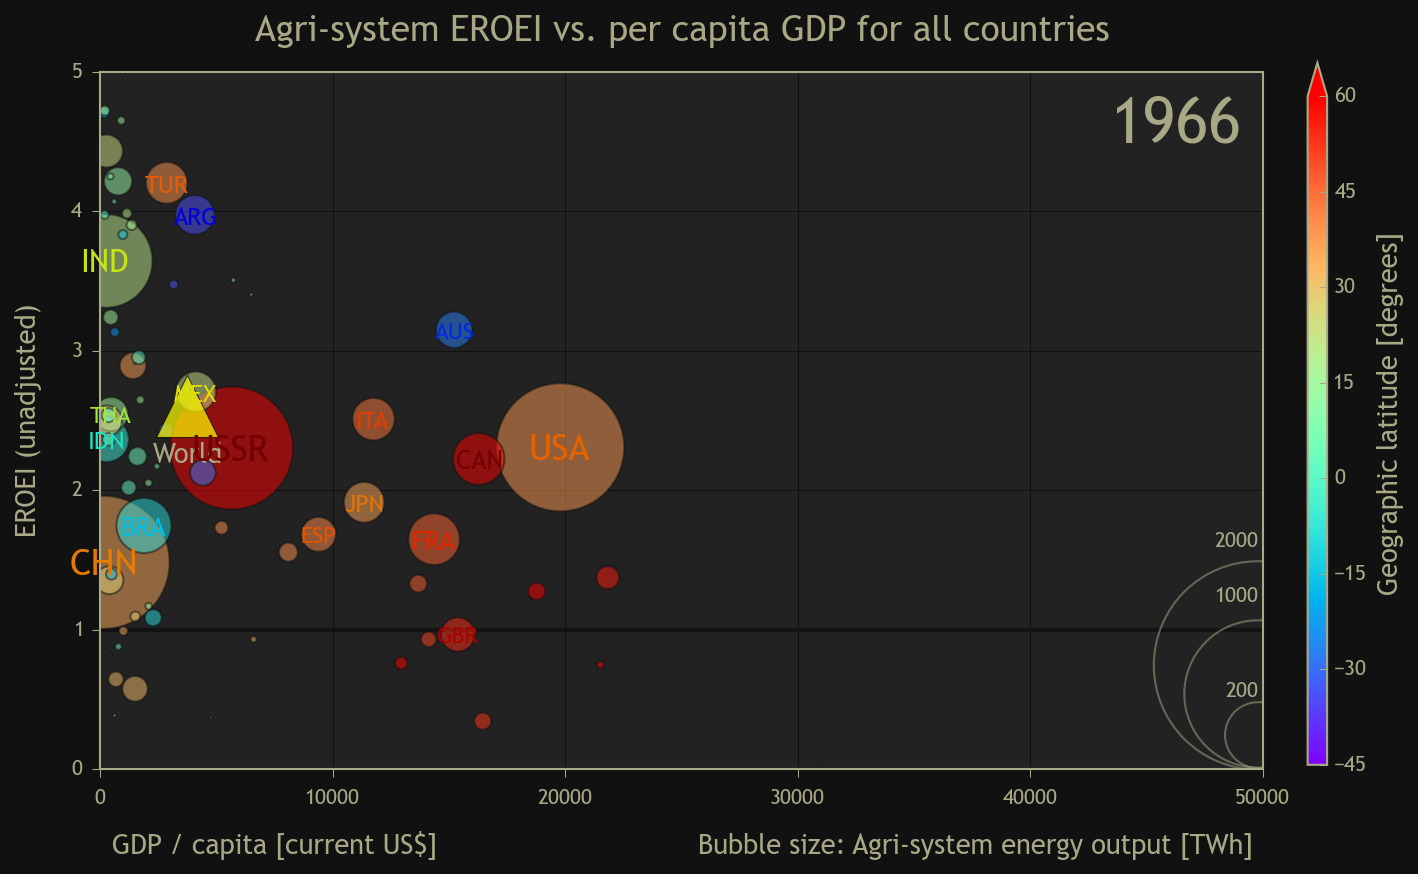 Agri-system EROEI vs. per capita GDP for all countries
1966
EROEI (unadjusted)
5
4
3
2
1
0
0
10000
20000
30000
40000
50000
GDP / capita [current US$]
Bubble size: Agri-system energy output [TWh]
TUR
ARG
IND
AUS
MEX
THA
ITA
IDN
World
USSR
CAN
USA
JPN
BRA
ESP
FRA
CHN
GBR
2000
1000
200
60
45
30
15
0
−15
−30
−45
Geographic latitude [degrees]